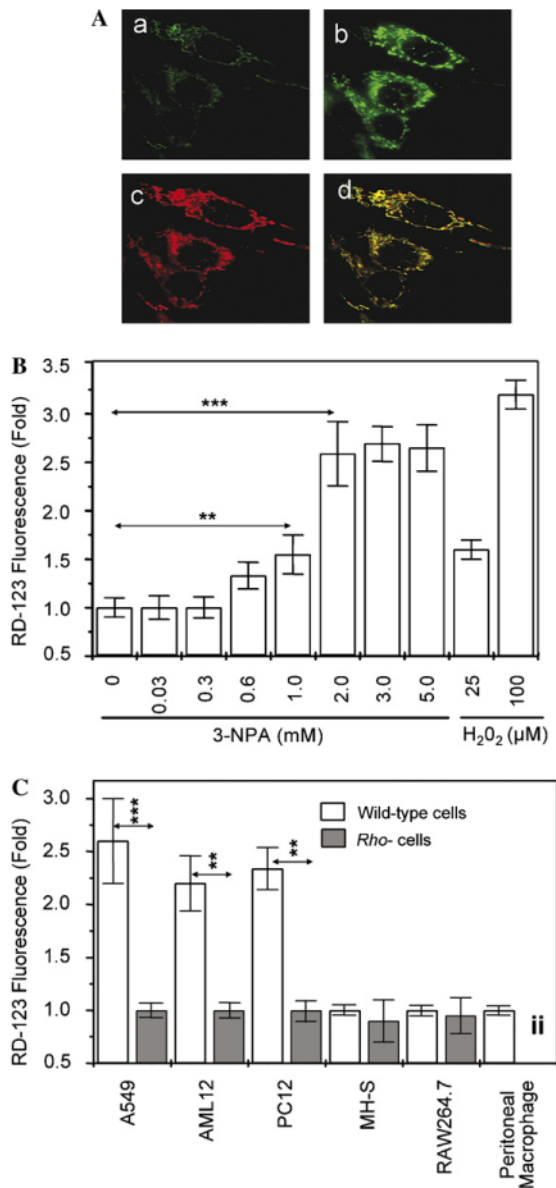 A
a
b
c
d
B
RD-123 Fluorescence (Fold)
3.5
3.0
2.5
2.0
1.5
1.0
0.5
***
**
0
0.03
0.3
0.6
1.0
2.0
3.0
5.0
25
100
3-NPA (mM)
H₂0₂ (µM)
C
RD-123 Fluorescence (Fold)
3.0
2.5
2.0
1.5
1.0
0.5
***
**
**
Wild-type cells
Rho- cells
ii
A549
AML12
PC12
MH-S
RAW264.7
Peritoneal
Macrophage